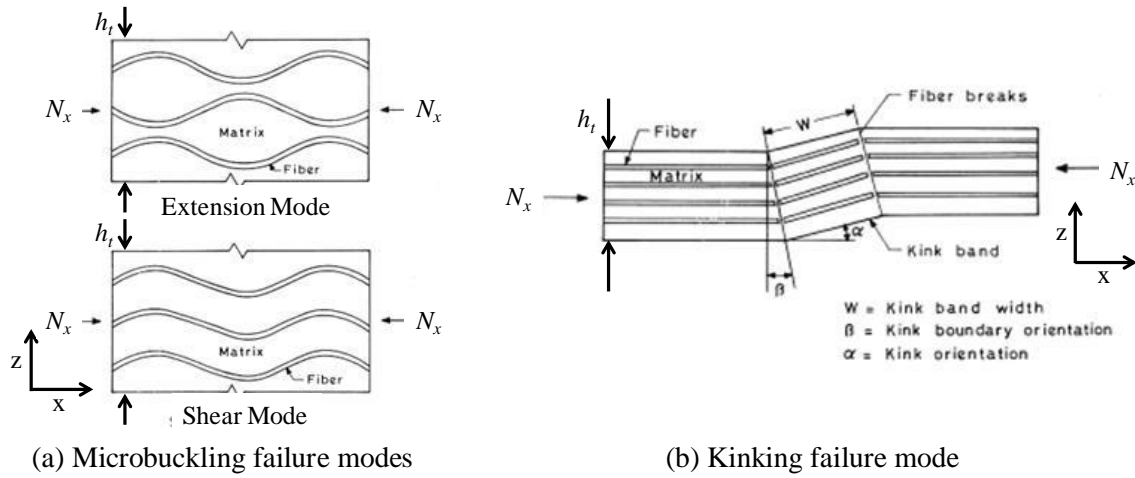 h_t
N_x
N_x
Matrix
Fiber
Extension Mode
h_t
N_x
N_x
Matrix
Fiber
z
x
Shear Mode
(a) Microbuckling failure modes
Fiber breaks
W
h_t
Fiber
Matrix
N_x
N_x
α
Kink band
z
x
β
W = Kink band width
β = Kink boundary orientation
α = Kink orientation
(b) Kinking failure mode